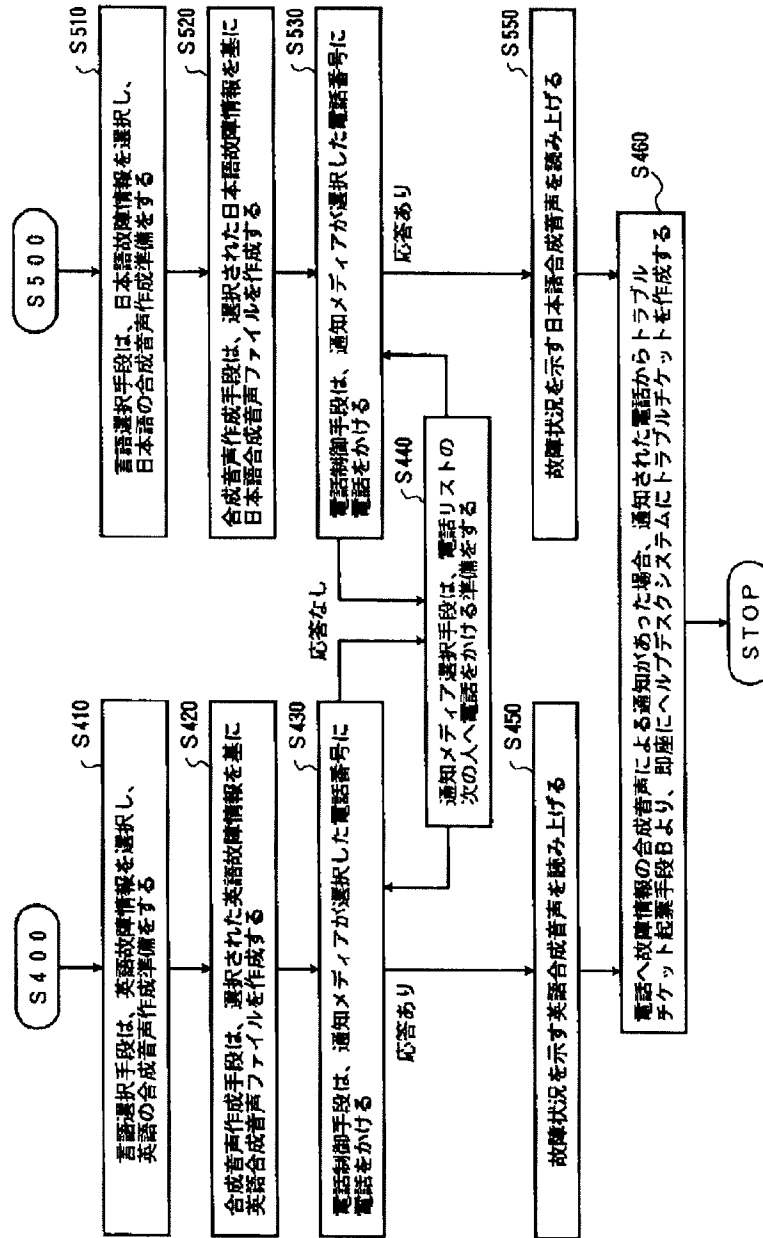 S400
S410
言語選択手段は、英語故障情報を選択し、
英語の合成音声作成準備をする
S420
合成音声作成手段は、選択された英語故障情報を基に
英語合成音声ファイルを作成する
S430
電話制御手段は、通知メディアが選択した電話番号に
電話をかける
応答なし
応答あり
S440
通知メディア選択手段は、電話リストの
次の人へ電話をかける準備をする
S450
故障状況を示す英語合成音声を読み上げる
S500
S510
言語選択手段は、日本語故障情報を選択し、
日本語の合成音声作成準備をする
S520
合成音声作成手段は、選択された日本語故障情報を基に
日本語合成音声ファイルを作成する
S530
電話制御手段は、通知メディアが選択した電話番号に
電話をかける
応答あり
S550
故障状況を示す日本語合成音声を読み上げる
S460
電話へ故障情報の合成音声による通知があった場合、通知された電話からトラブル
チケット起票手段Bより、即座にヘルプデスクシステムにトラブルチケットを作成する
STOP